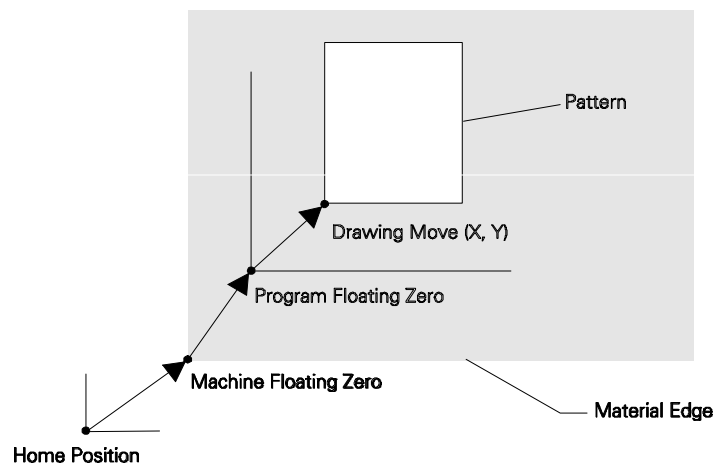 Pattern
Drawing Move (X, Y)
Program Floating Zero
Machine Floating Zero
Material Edge
Home Position